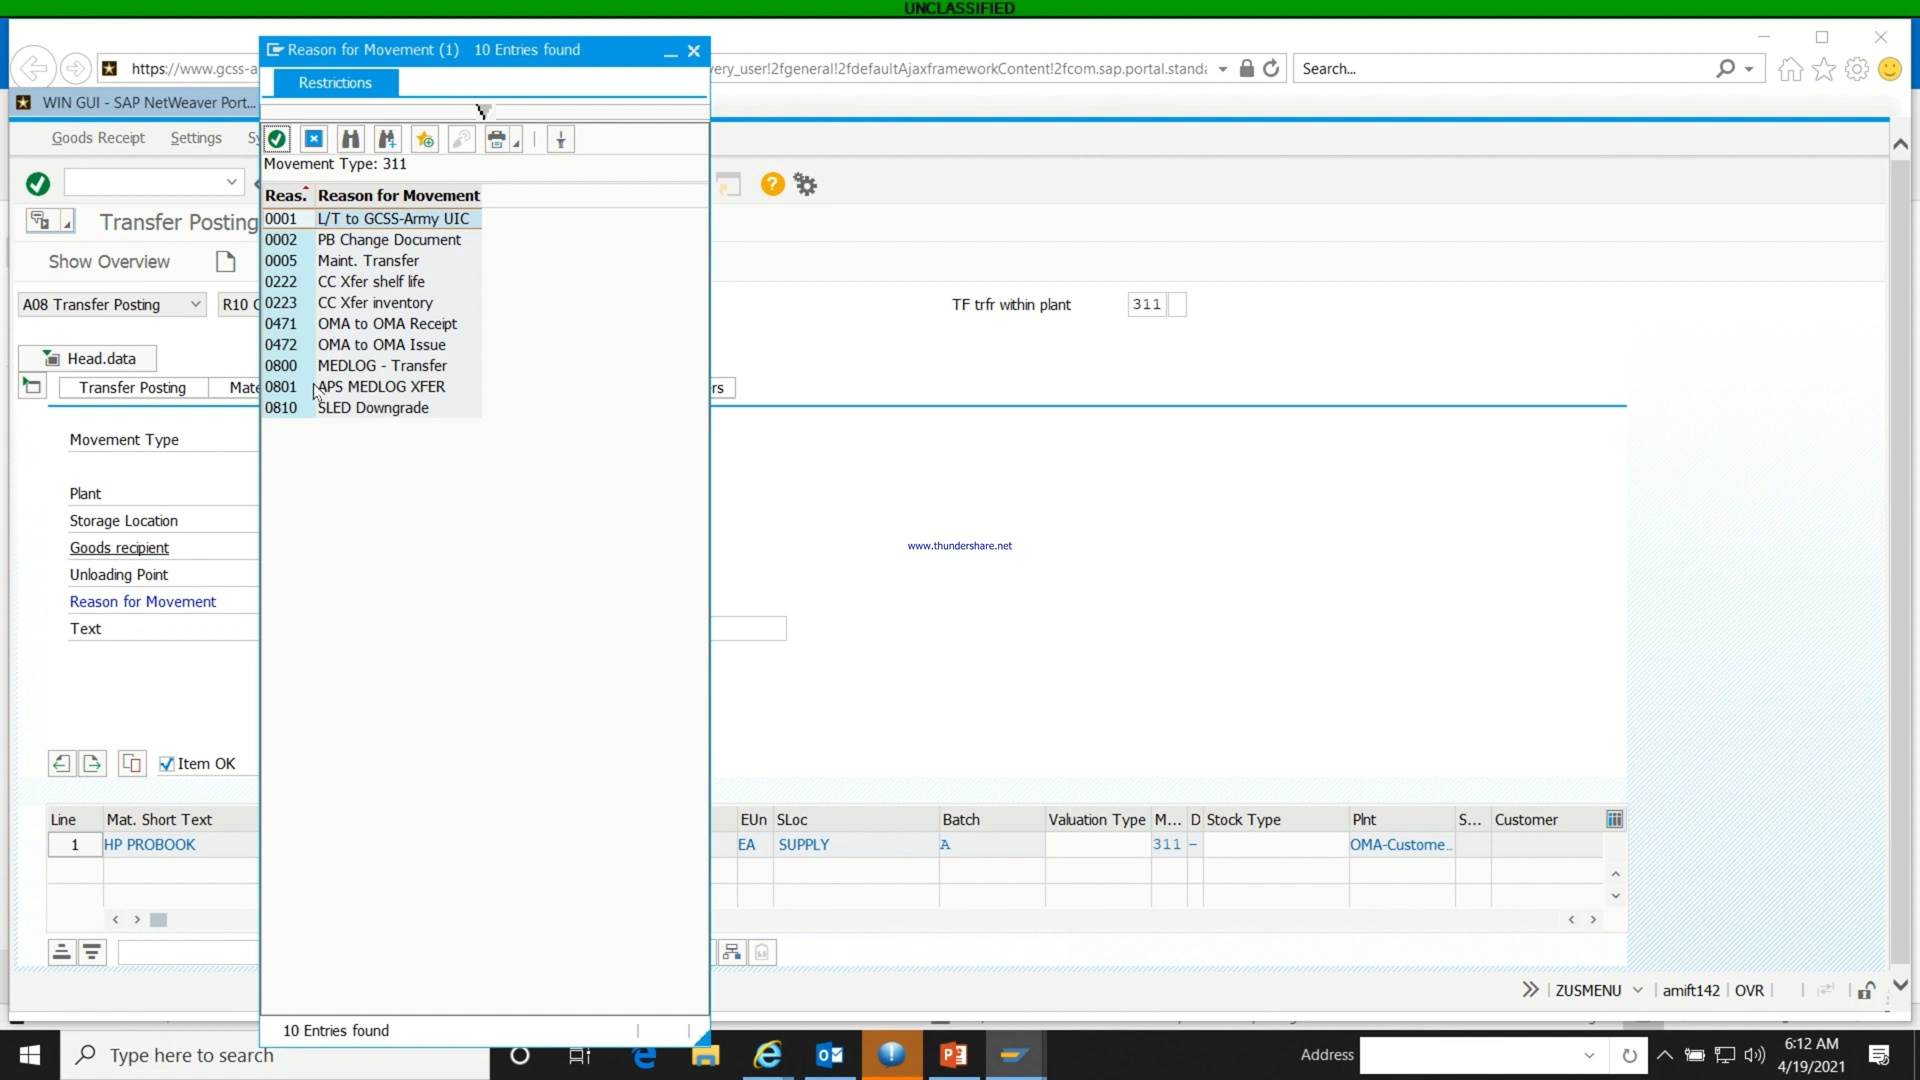 UNCLASSIFIED
Reason for Movement (1) 10 Entries found
https://www.gcss-a
very_user!2fgeneral!2fdefaultAjaxframeworkContent!2fcom.sap.portal.standa
Search...
Restrictions
WIN GUI - SAP NetWeaver Port...
Goods Receipt Settings
Movement Type: 311
Reas. Reason for Movement
0001 L/T to GCSS-Army UIC
0002 PB Change Document
0005 Maint. Transfer
0222 CC Xfer shelf life
0223 CC Xfer inventory
0471 OMA to OMA Receipt
0472 OMA to OMA Issue
0800 MEDLOG - Transfer
0801 APS MEDLOG XFER
0810 SLED Downgrade
Transfer Posting
Show Overview
A08 Transfer Posting R10
TF trfr within plant 311
Head.data
Transfer Posting Mate rs
Movement Type
Plant
Storage Location
Goods recipient
Unloading Point
Reason for Movement
Text
www.thundershare.net
Item OK
Line Mat. Short Text EUn SLoc Batch Valuation Type M... D Stock Type Plnt S... Customer
1 HP PROBOOK EA SUPPLY A 311 - OMA-Custome..
10 Entries found
ZUSMENU amift142 OVR
Type here to search
Address
6:12 AM
4/19/2021